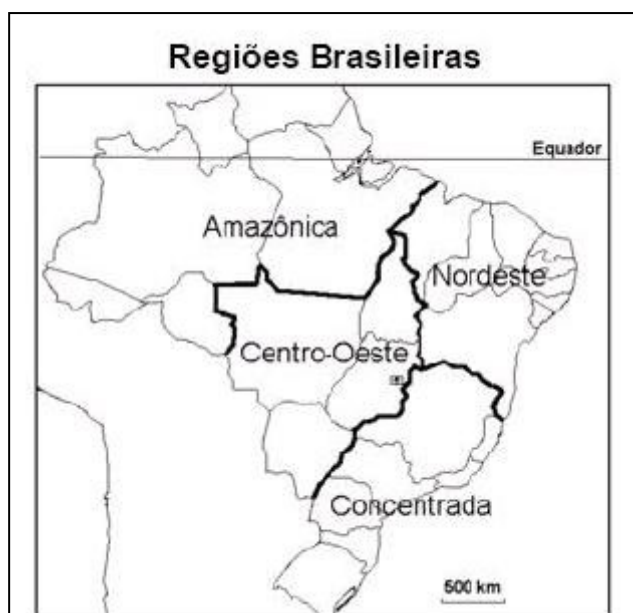 Regiões Brasileiras
Equador
Amazônica
Nordeste
Centro-Oeste
Concentrada
500 km